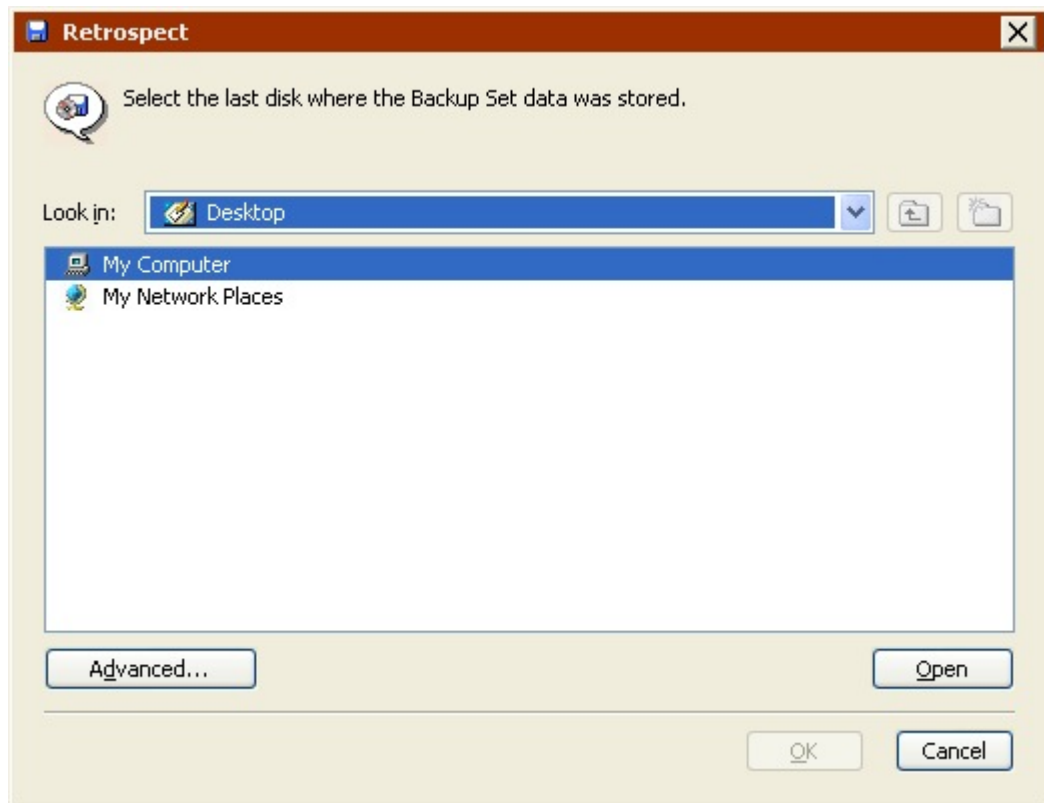 Retrospect
Select the last disk where the Backup Set data was stored.
Look in: Desktop
My Computer
My Network Places
Advanced... Open
OK Cancel